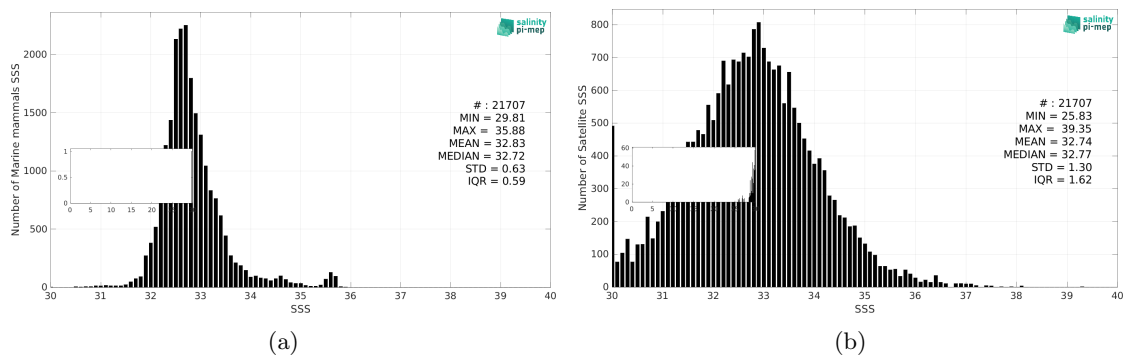 salinity
pi-mep
Number of Marine mammals SSS
2000
1500
1000
500
0
# : 21707
MIN = 29.81
MAX = 35.88
MEAN = 32.83
MEDIAN = 32.72
STD = 0.63
IQR = 0.59
1
0.5
0
0 5 10 15 20 25
30 31 32 33 34 35 36 37 38 39 40
SSS
(a)
salinity
pi-mep
Number of Satellite SSS
800
700
600
500
400
300
200
100
0
# : 21707
MIN = 25.83
MAX = 39.35
MEAN = 32.74
MEDIAN = 32.77
STD = 1.30
IQR = 1.62
60
40
20
0
0 5 10
30 31 32 33 34 35 36 37 38 39 40
SSS
(b)